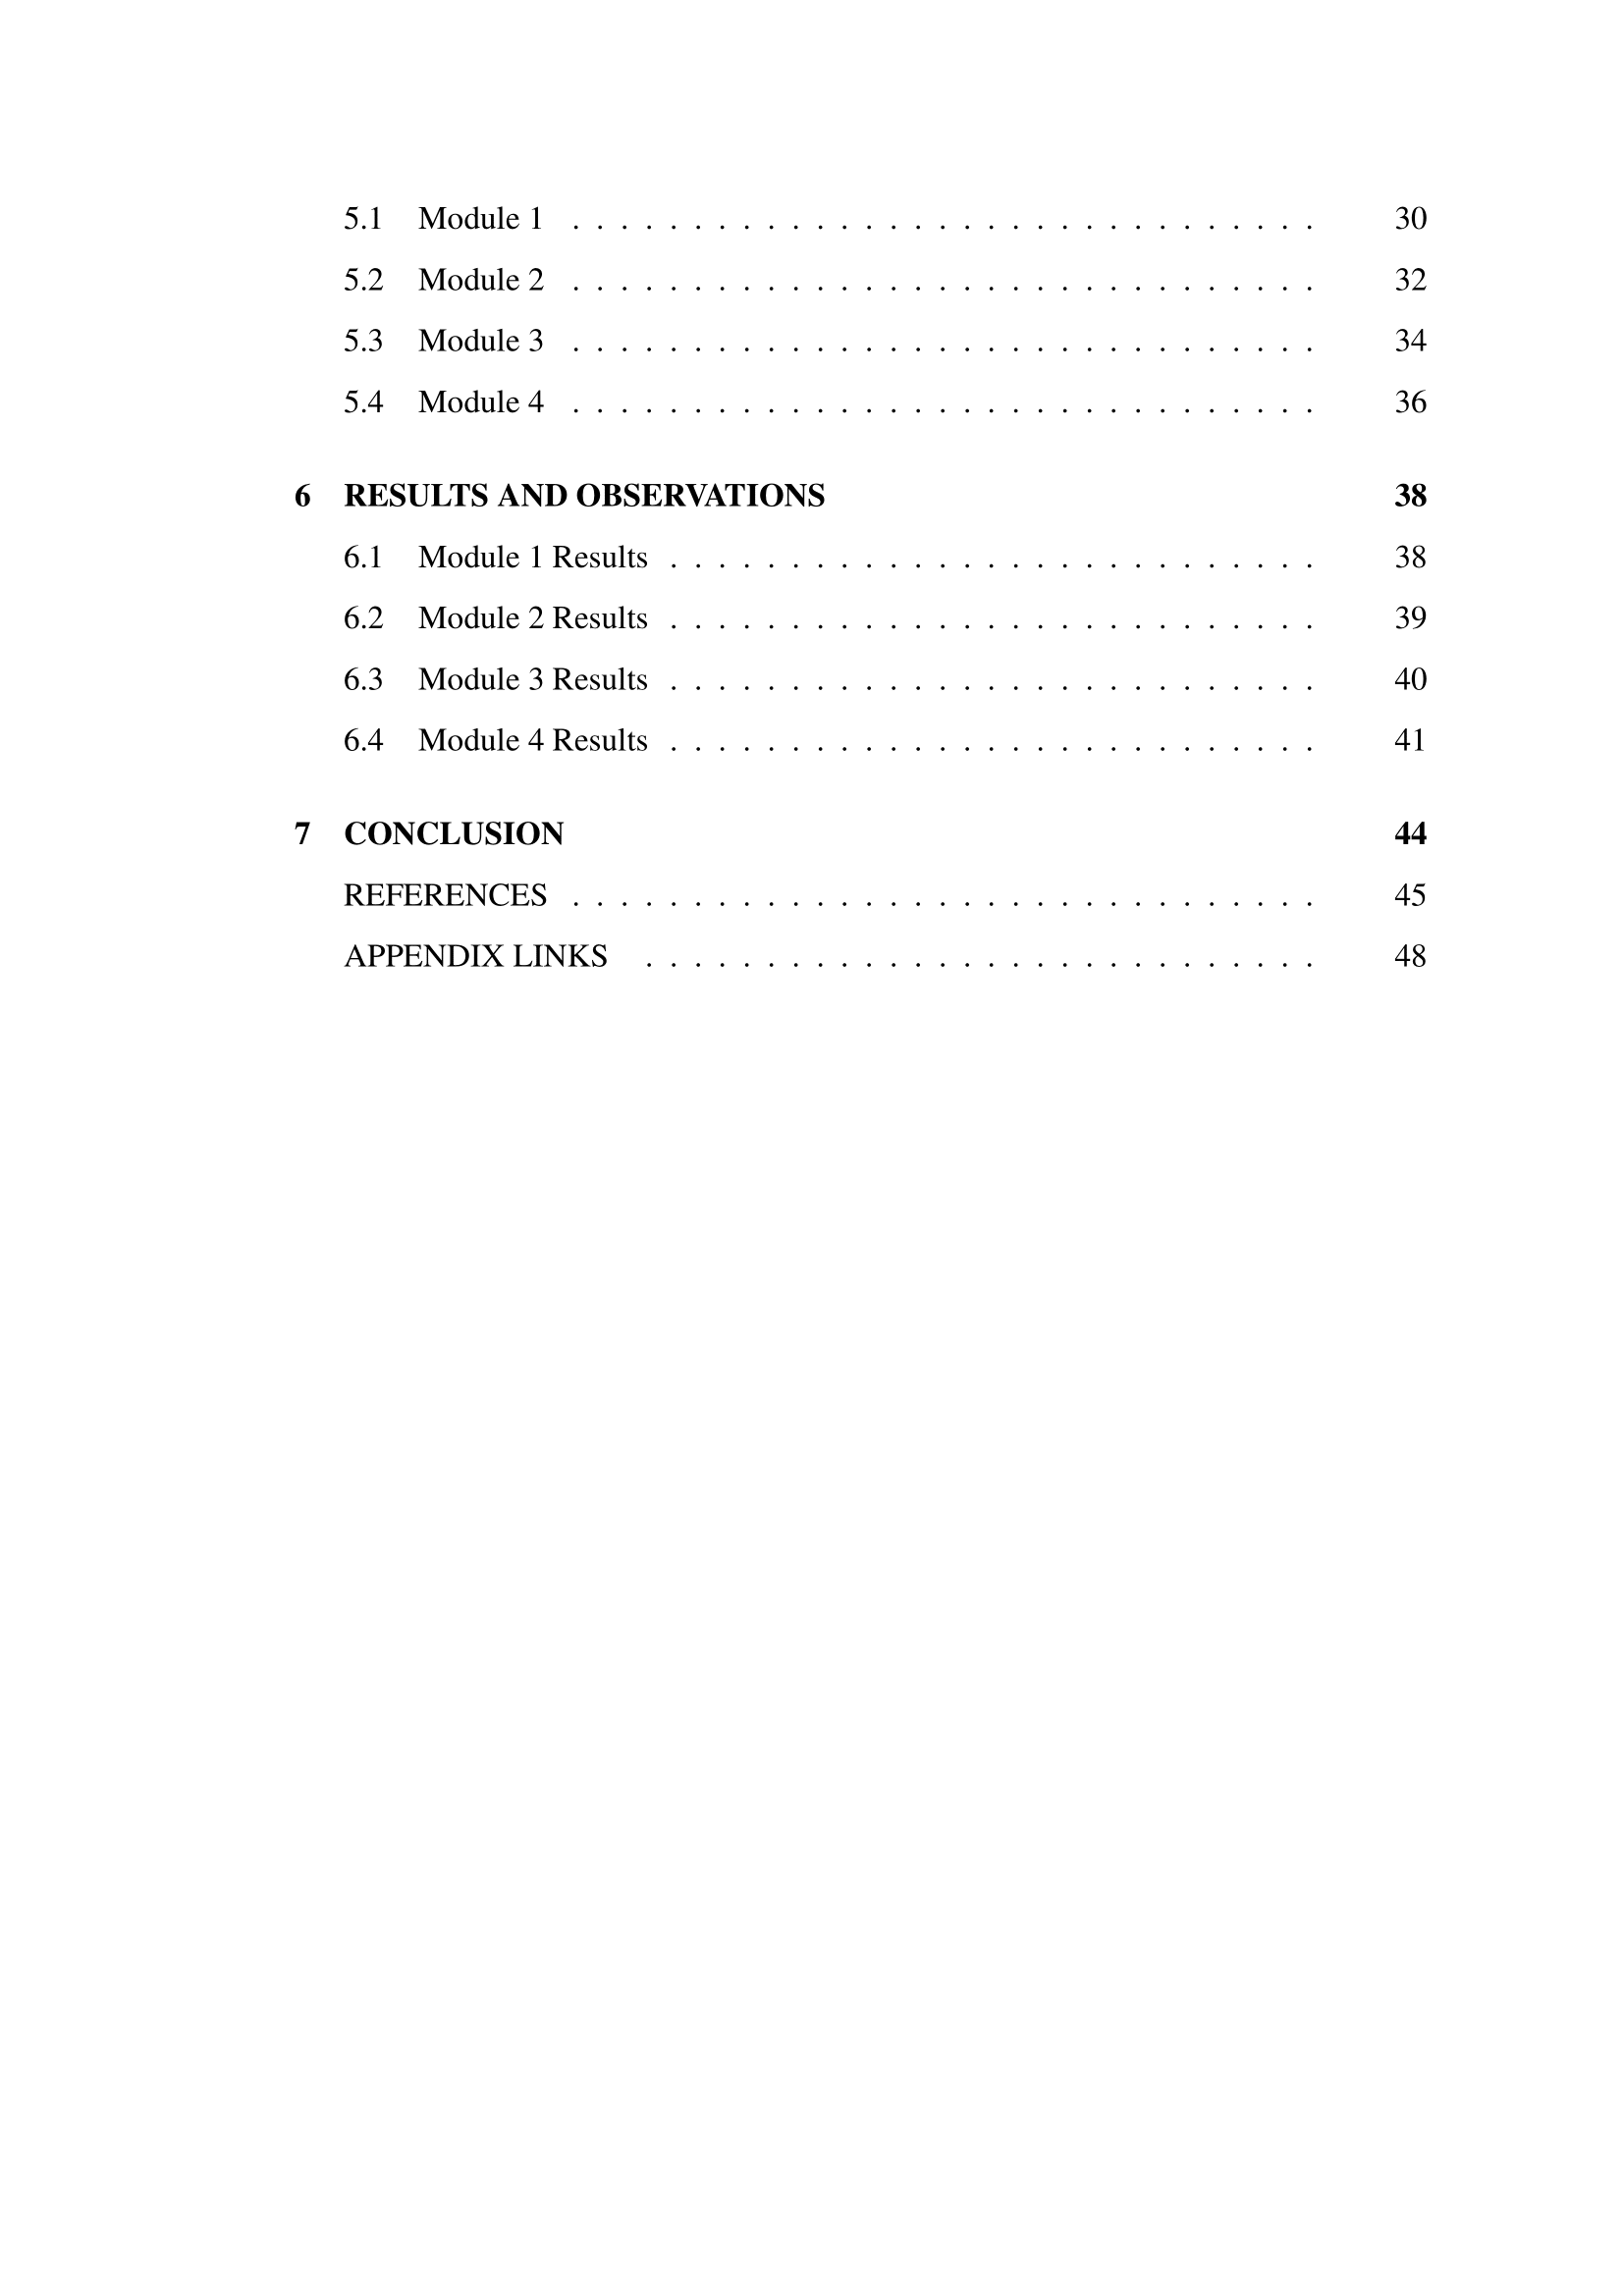 5.1 Module 1 . . . . . . . . . . . . . . . . . . . . . . . . . . . . . . . 30
5.2 Module 2 . . . . . . . . . . . . . . . . . . . . . . . . . . . . . . . 32
5.3 Module 3 . . . . . . . . . . . . . . . . . . . . . . . . . . . . . . . 34
5.4 Module 4 . . . . . . . . . . . . . . . . . . . . . . . . . . . . . . . 36
6 RESULTS AND OBSERVATIONS 38
6.1 Module 1 Results . . . . . . . . . . . . . . . . . . . . . . . . . . . 38
6.2 Module 2 Results . . . . . . . . . . . . . . . . . . . . . . . . . . . 39
6.3 Module 3 Results . . . . . . . . . . . . . . . . . . . . . . . . . . . 40
6.4 Module 4 Results . . . . . . . . . . . . . . . . . . . . . . . . . . . 41
7 CONCLUSION 44
REFERENCES . . . . . . . . . . . . . . . . . . . . . . . . . . . . . . . 45
APPENDIX LINKS . . . . . . . . . . . . . . . . . . . . . . . . . . . . 48